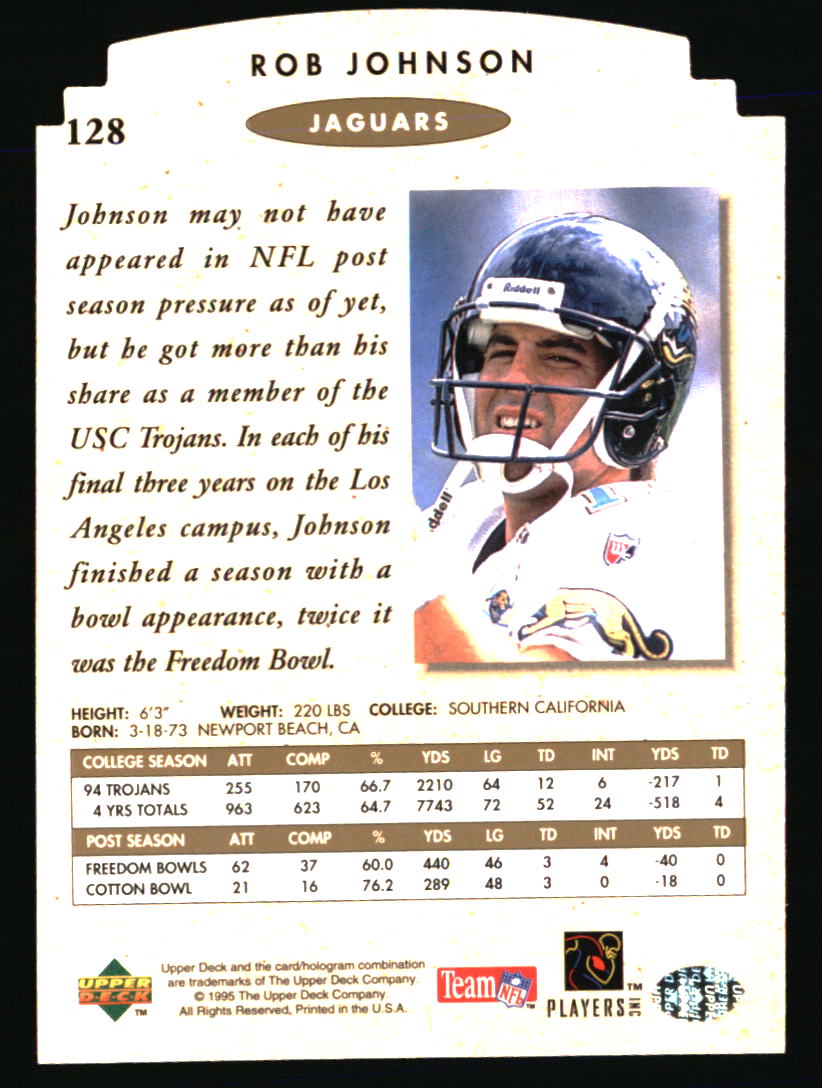 ROB JOHNSON
128
JAGUARS
Johnson may not have
appeared in NFL post
season pressure as of yet,
but he got more than his
share as a member of the
USC Trojans. In each of his
final three years on the Los
Angeles campus, Johnson
finished a season with a
bowl appearance, twice it
was the Freedom Bowl.
Riddell
ddell
HEIGHT: 6'3" WEIGHT: 220 LBS COLLEGE: SOUTHERN CALIFORNIA
BORN: 3-18-73 NEWPORT BEACH, CA
COLLEGE SEASON ATT COMP % YDS LG TD INT YDS TD
94 TROJANS 255 170 66.7 2210 64 12 6 -217 1
4 YRS TOTALS 963 623 64.7 7743 72 52 24 -518 4
POST SEASON ATT COMP % YDS LG TD INT YDS TD
FREEDOM BOWLS 62 37 60.0 440 46 3 4 -40 0
COTTON BOWL 21 16 76.2 289 48 3 0 -18 0
UPPER
DECK
TM
Upper Deck and the card/hologram combination
are trademarks of The Upper Deck Company.
© 1995 The Upper Deck Company.
All Rights Reserved, Printed in the U.S.A.
Team NFL TM
PLAYERS INC TM